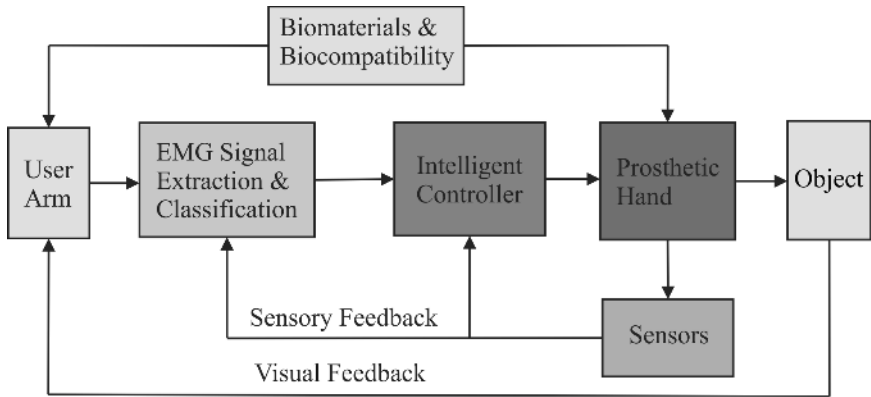 Biomaterials &
Biocompatibility
User
Arm
EMG Signal
Extraction &
Classification
Intelligent
Controller
Prosthetic
Hand
Object
Sensory Feedback
Sensors
Visual Feedback